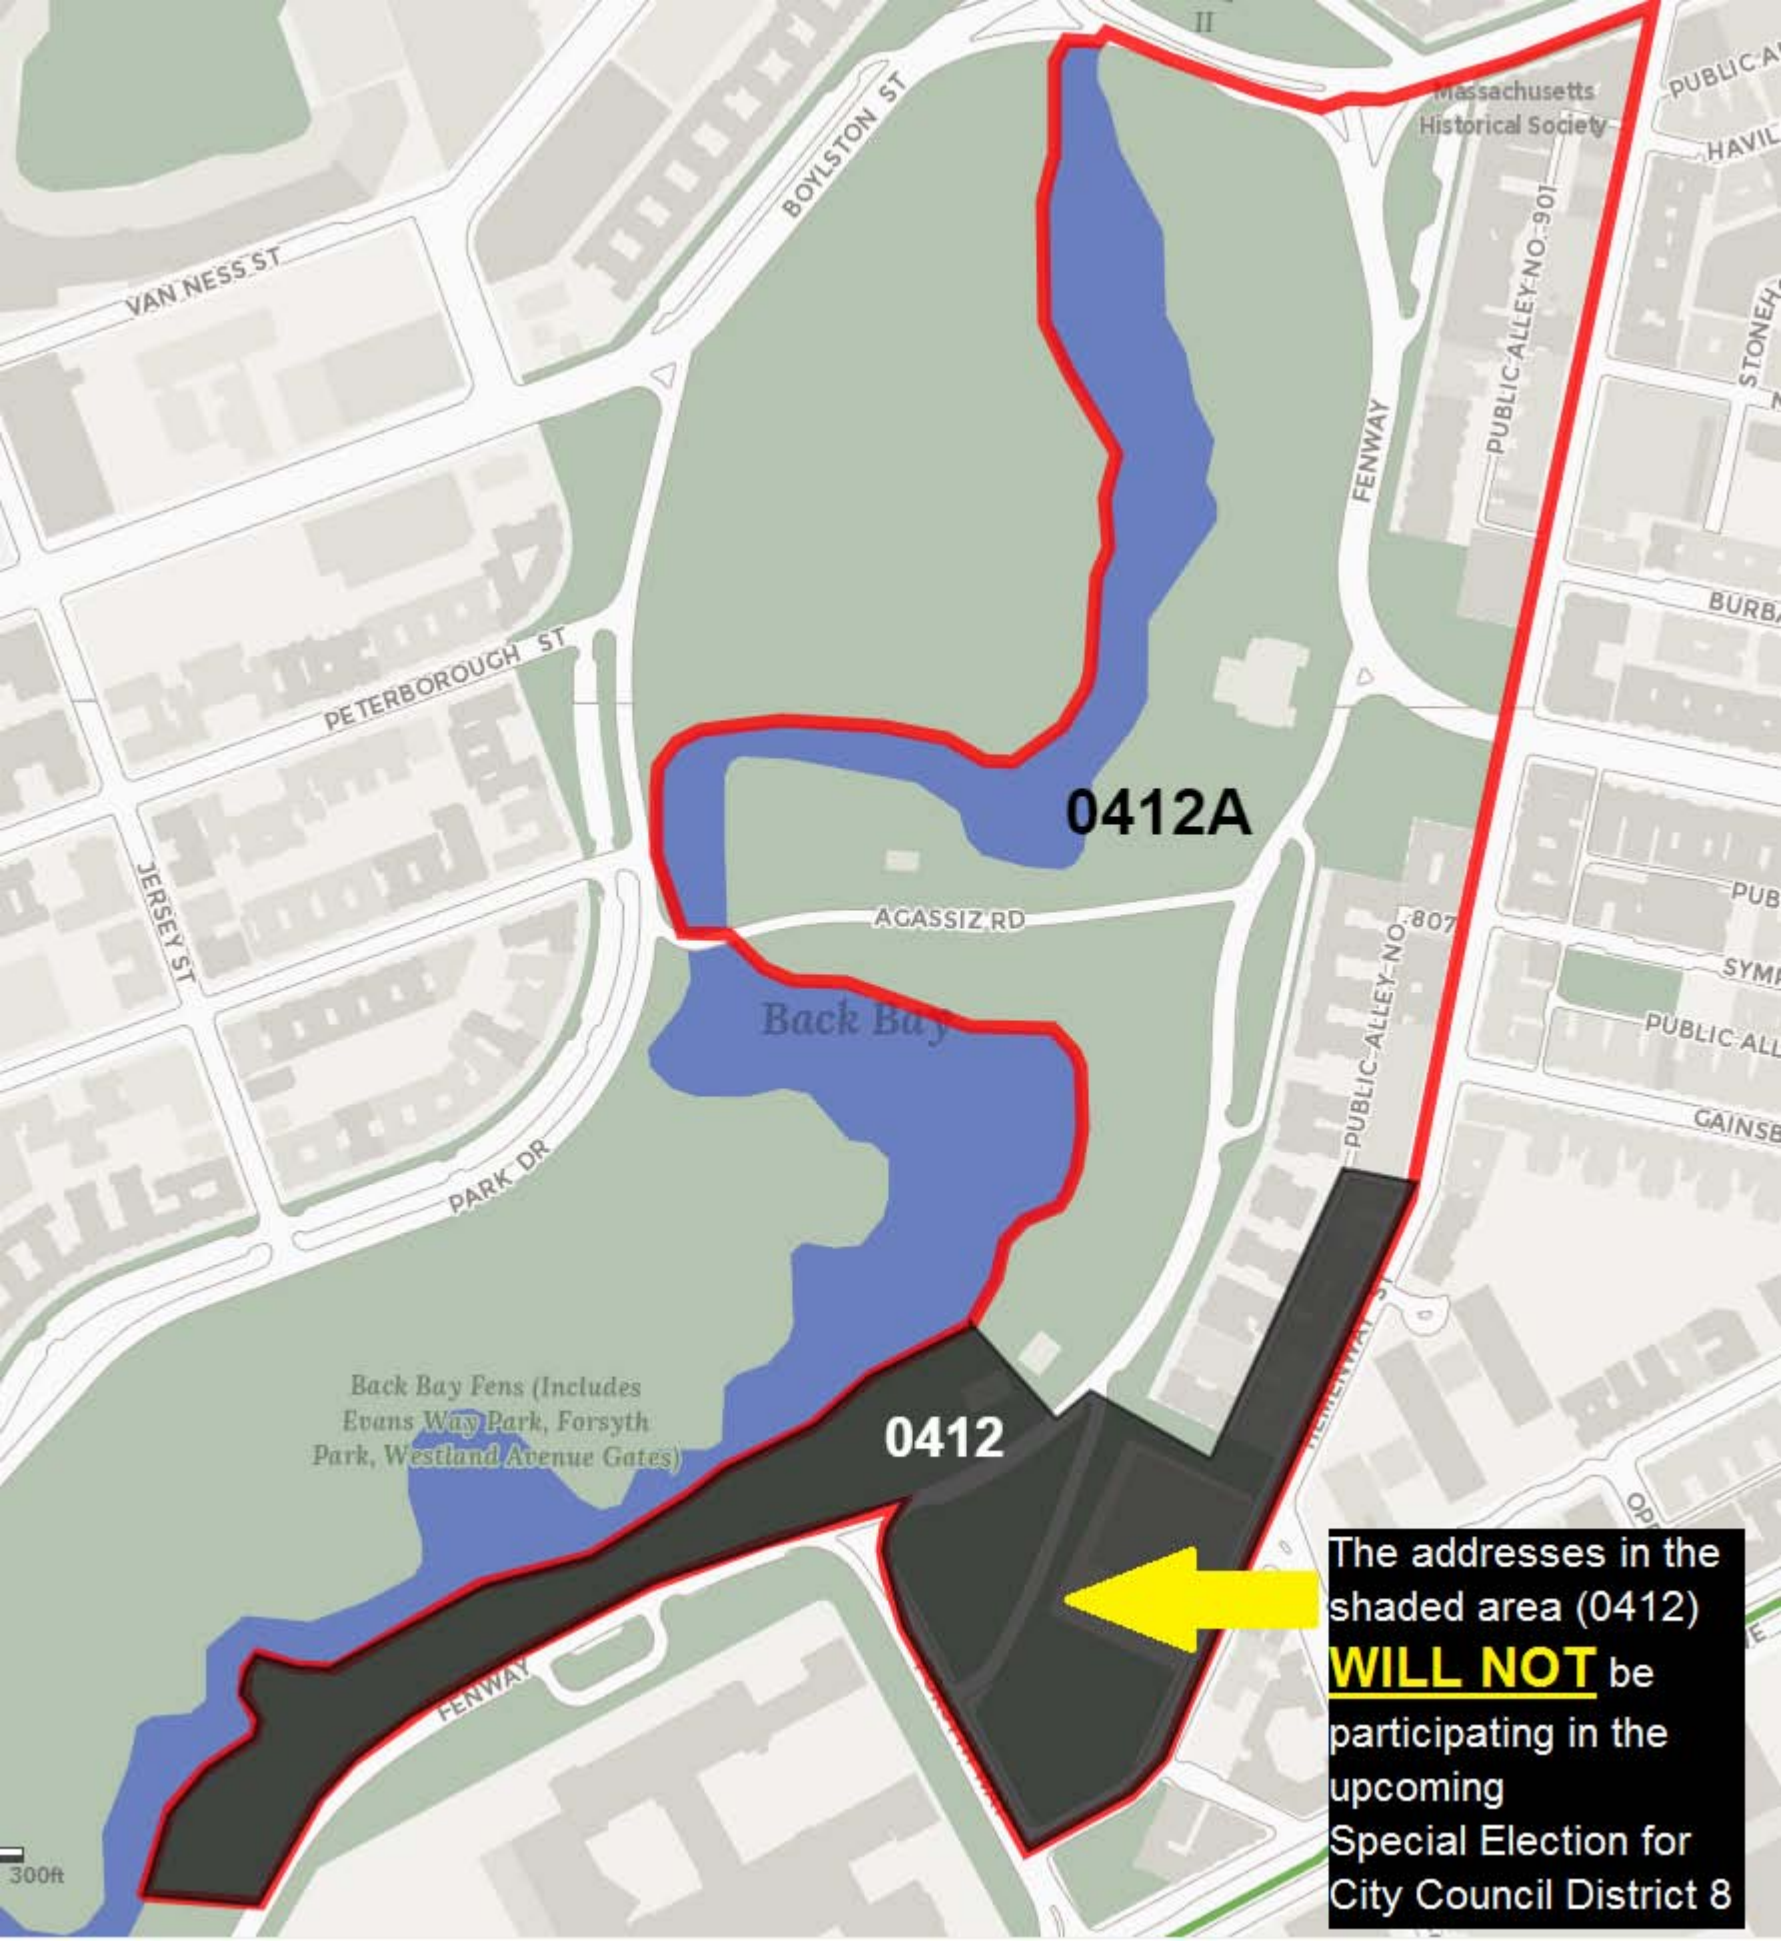 II
PUBLIC A
Massachusetts
Historical Society
HAVIL
BOYLSTON ST
VAN NESS ST
PUBLIC ALLEY NO. 901
STONEH
FENWAY
BURBA
PETERBOROUGH ST
0412A
JERSEY ST
AGASSIZ RD
PUBLIC ALLEY NO. 807
PUB
SYMP
Back Bay
PUBLIC ALL
GAINSB
PARK DR
HEMENWAY ST
Back Bay Fens (Includes
Evans Way Park, Forsyth
Park, Westland Avenue Gates)
0412
The addresses in the
shaded area (0412)
WILL NOT be
participating in the
upcoming
Special Election for
City Council District 8
FENWAY
300ft